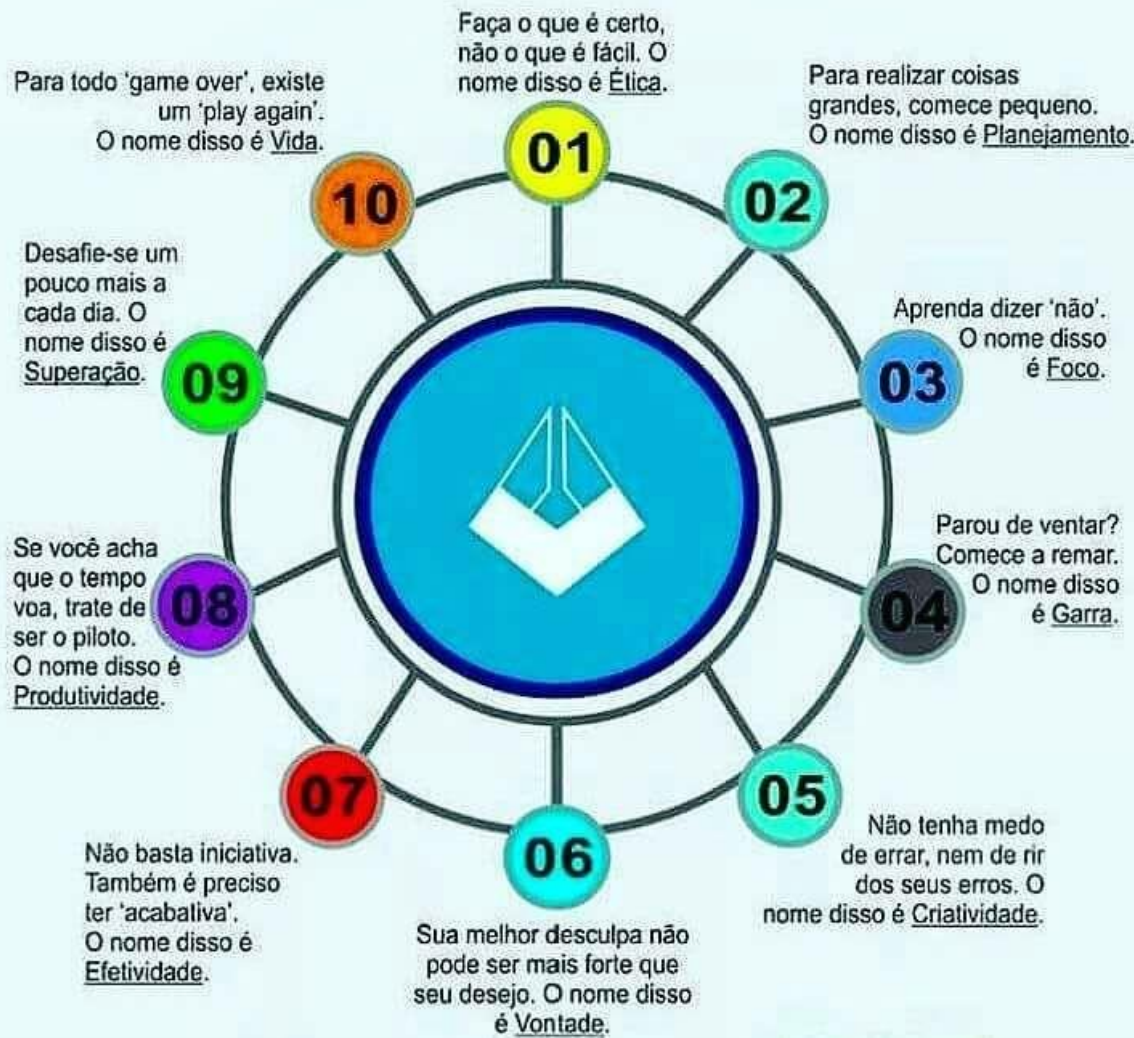 01
Faça o que é certo,
não o que é fácil. O
nome disso é Ética.
02
Para realizar coisas
grandes, comece pequeno.
O nome disso é Planejamento.
03
Aprenda dizer 'não'.
O nome disso
é Foco.
04
Parou de ventar?
Comece a remar.
O nome disso
é Garra.
05
Não tenha medo
de errar, nem de rir
dos seus erros. O
nome disso é Criatividade.
06
Sua melhor desculpa não
pode ser mais forte que
seu desejo. O nome disso
é Vontade.
07
Não basta iniciativa.
Também é preciso
ter 'acabativa'.
O nome disso é
Efetividade.
08
Se você acha
que o tempo
voa, trate de
ser o piloto.
O nome disso é
Produtividade.
09
Desafie-se um
pouco mais a
cada dia. O
nome disso é
Superação.
10
Para todo 'game over', existe
um 'play again'.
O nome disso é Vida.